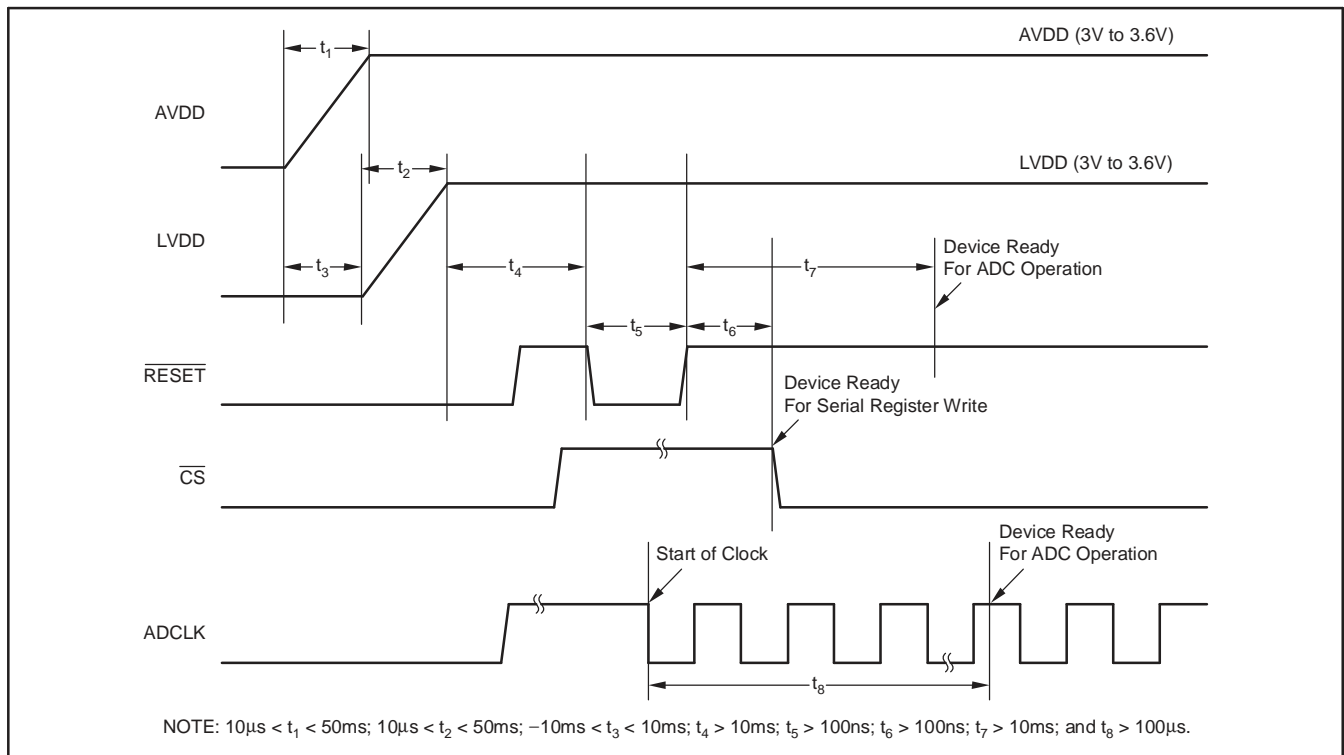 t1
AVDD (3V to 3.6V)
AVDD
t2
LVDD (3V to 3.6V)
LVDD
t3
t4
t7
Device Ready
For ADC Operation
t5
t6
RESET
Device Ready
For Serial Register Write
CS
Start of Clock
Device Ready
For ADC Operation
ADCLK
t8
NOTE: 10μs < t1 < 50ms; 10μs < t2 < 50ms; −10ms < t3 < 10ms; t4 > 10ms; t5 > 100ns; t6 > 100ns; t7 > 10ms; and t8 > 100μs.